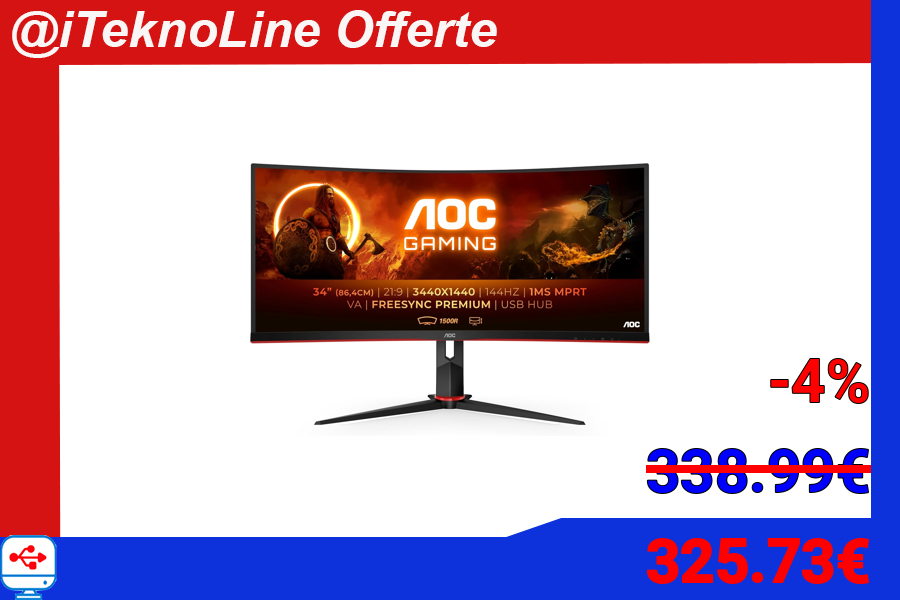 @iTeknoLine Offerte
AOC
GAMING
34" (86,4CM) | 21:9 | 3440X1440 | 144HZ | 1MS MPRT
VA | FREESYNC PREMIUM | USB HUB
1500R
AOC
AOC
-4%
338.99€
325.73€